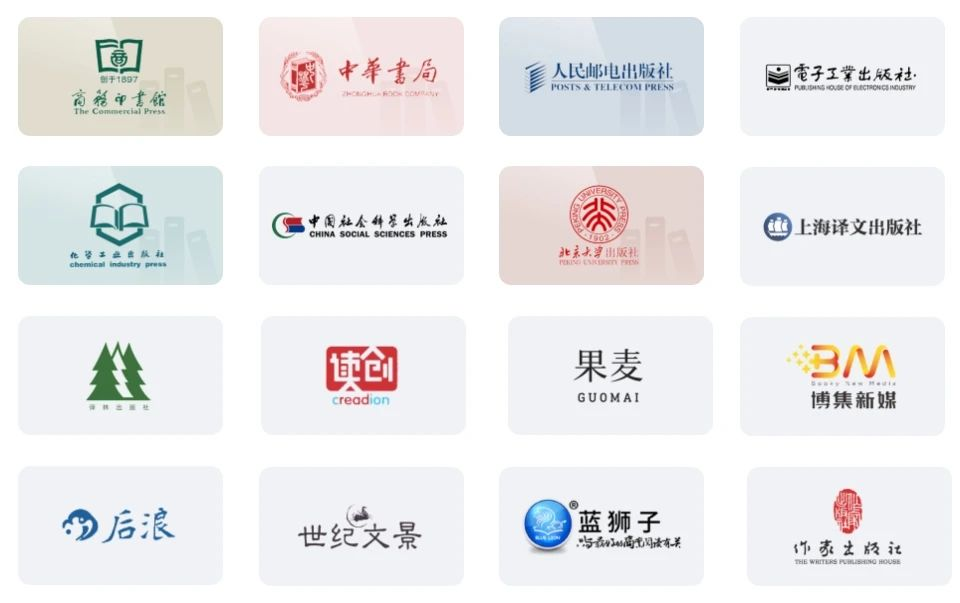 创于1897
商務印書館
The Commercial Press
中華書局
ZHONGHUA BOOK COMPANY
人民邮电出版社
POSTS & TELECOM PRESS
電子工業出版社
PUBLISHING HOUSE OF ELECTRONICS INDUSTRY
化学工业出版社
chemical industry press
中国社会科学出版社
CHINA SOCIAL SCIENCES PRESS
PEKING UNIVERSITY PRESS
1902
北京大学出版社
PEKING UNIVERSITY PRESS
上海译文出版社
译林出版社
读创
creadion
果麦
GUOMAI
BM
Booky New Media
博集新媒
后浪
世纪文景
BLUE LION
®
蓝狮子
只与最好的商业阅读有关
作家出版社
THE WRITERS PUBLISHING HOUSE